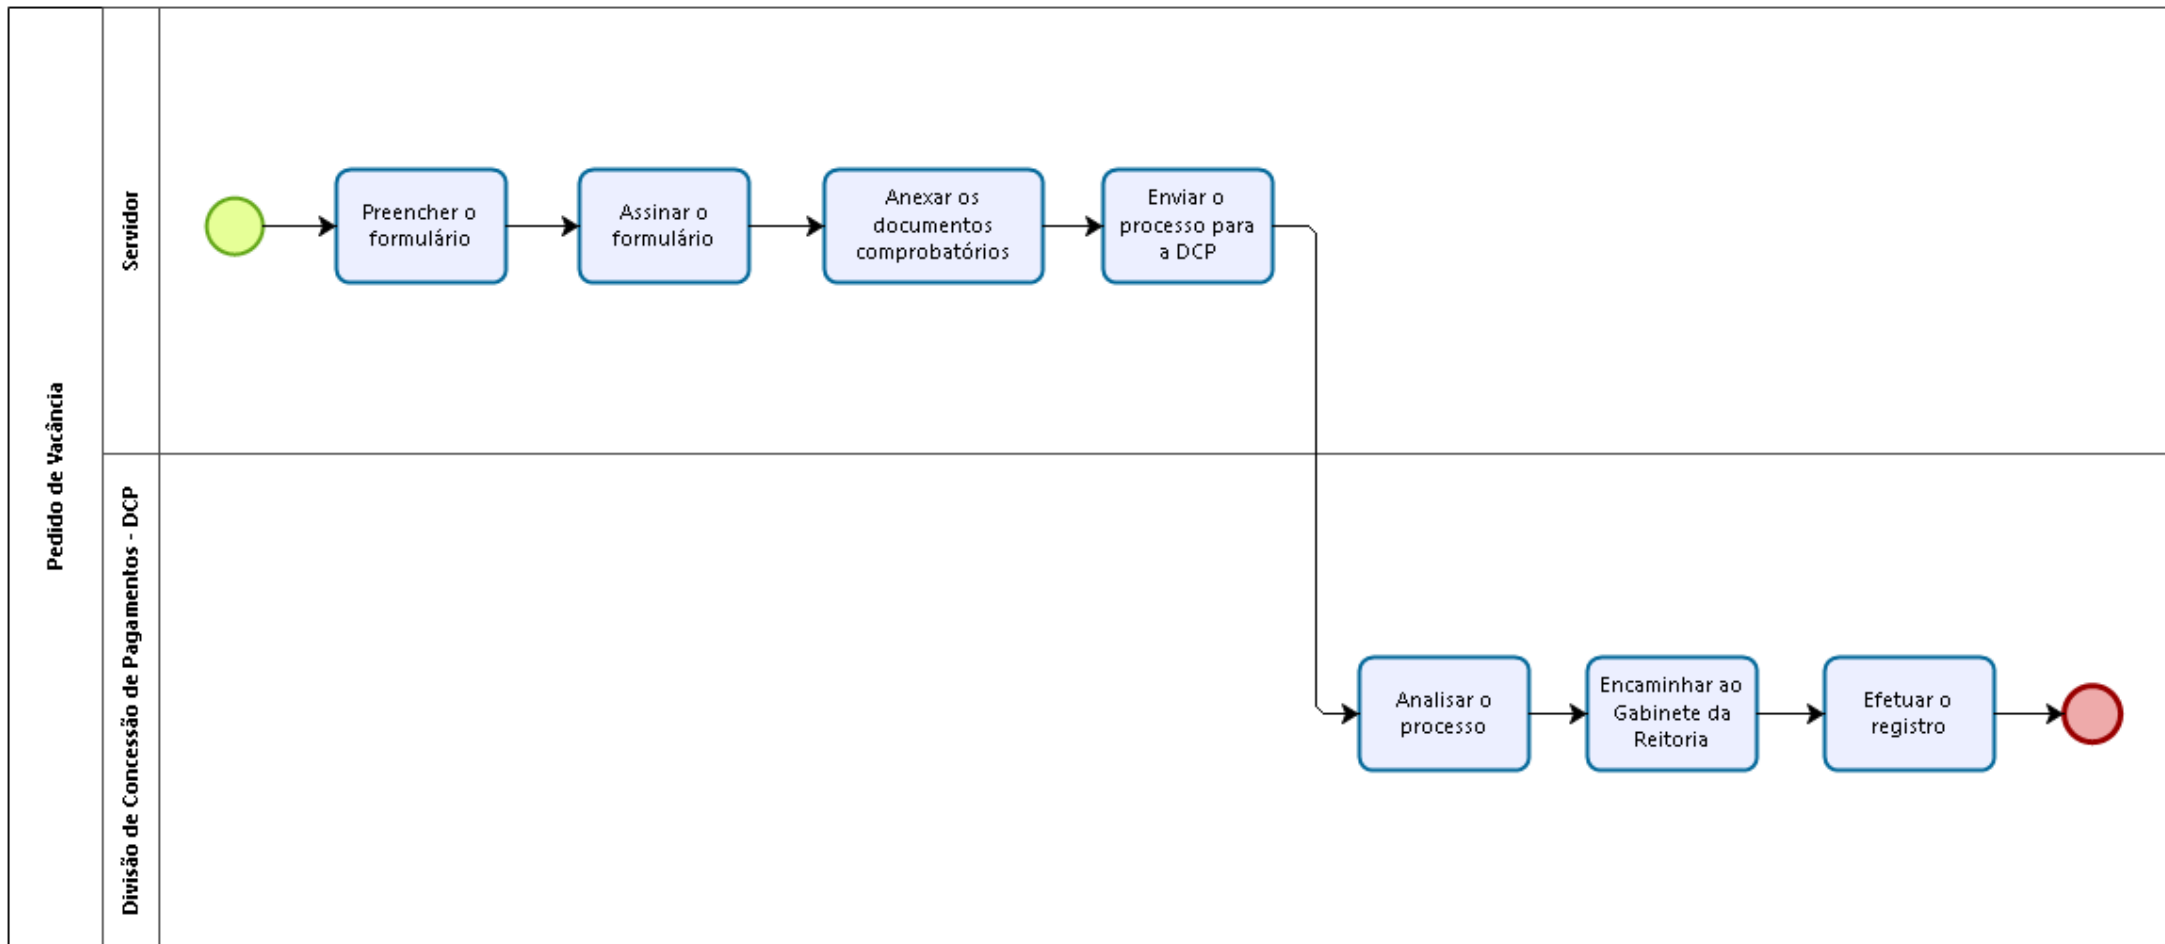 Pedido de Vacância
Servidor
Preencher o
formulário
Assinar o
formulário
Anexar os
documentos
comprobatórios
Enviar o
processo para
a DCP
Divisão de Concessão de Pagamentos - DCP
Analisar o
processo
Encaminhar ao
Gabinete da
Reitoria
Efetuar o
registro